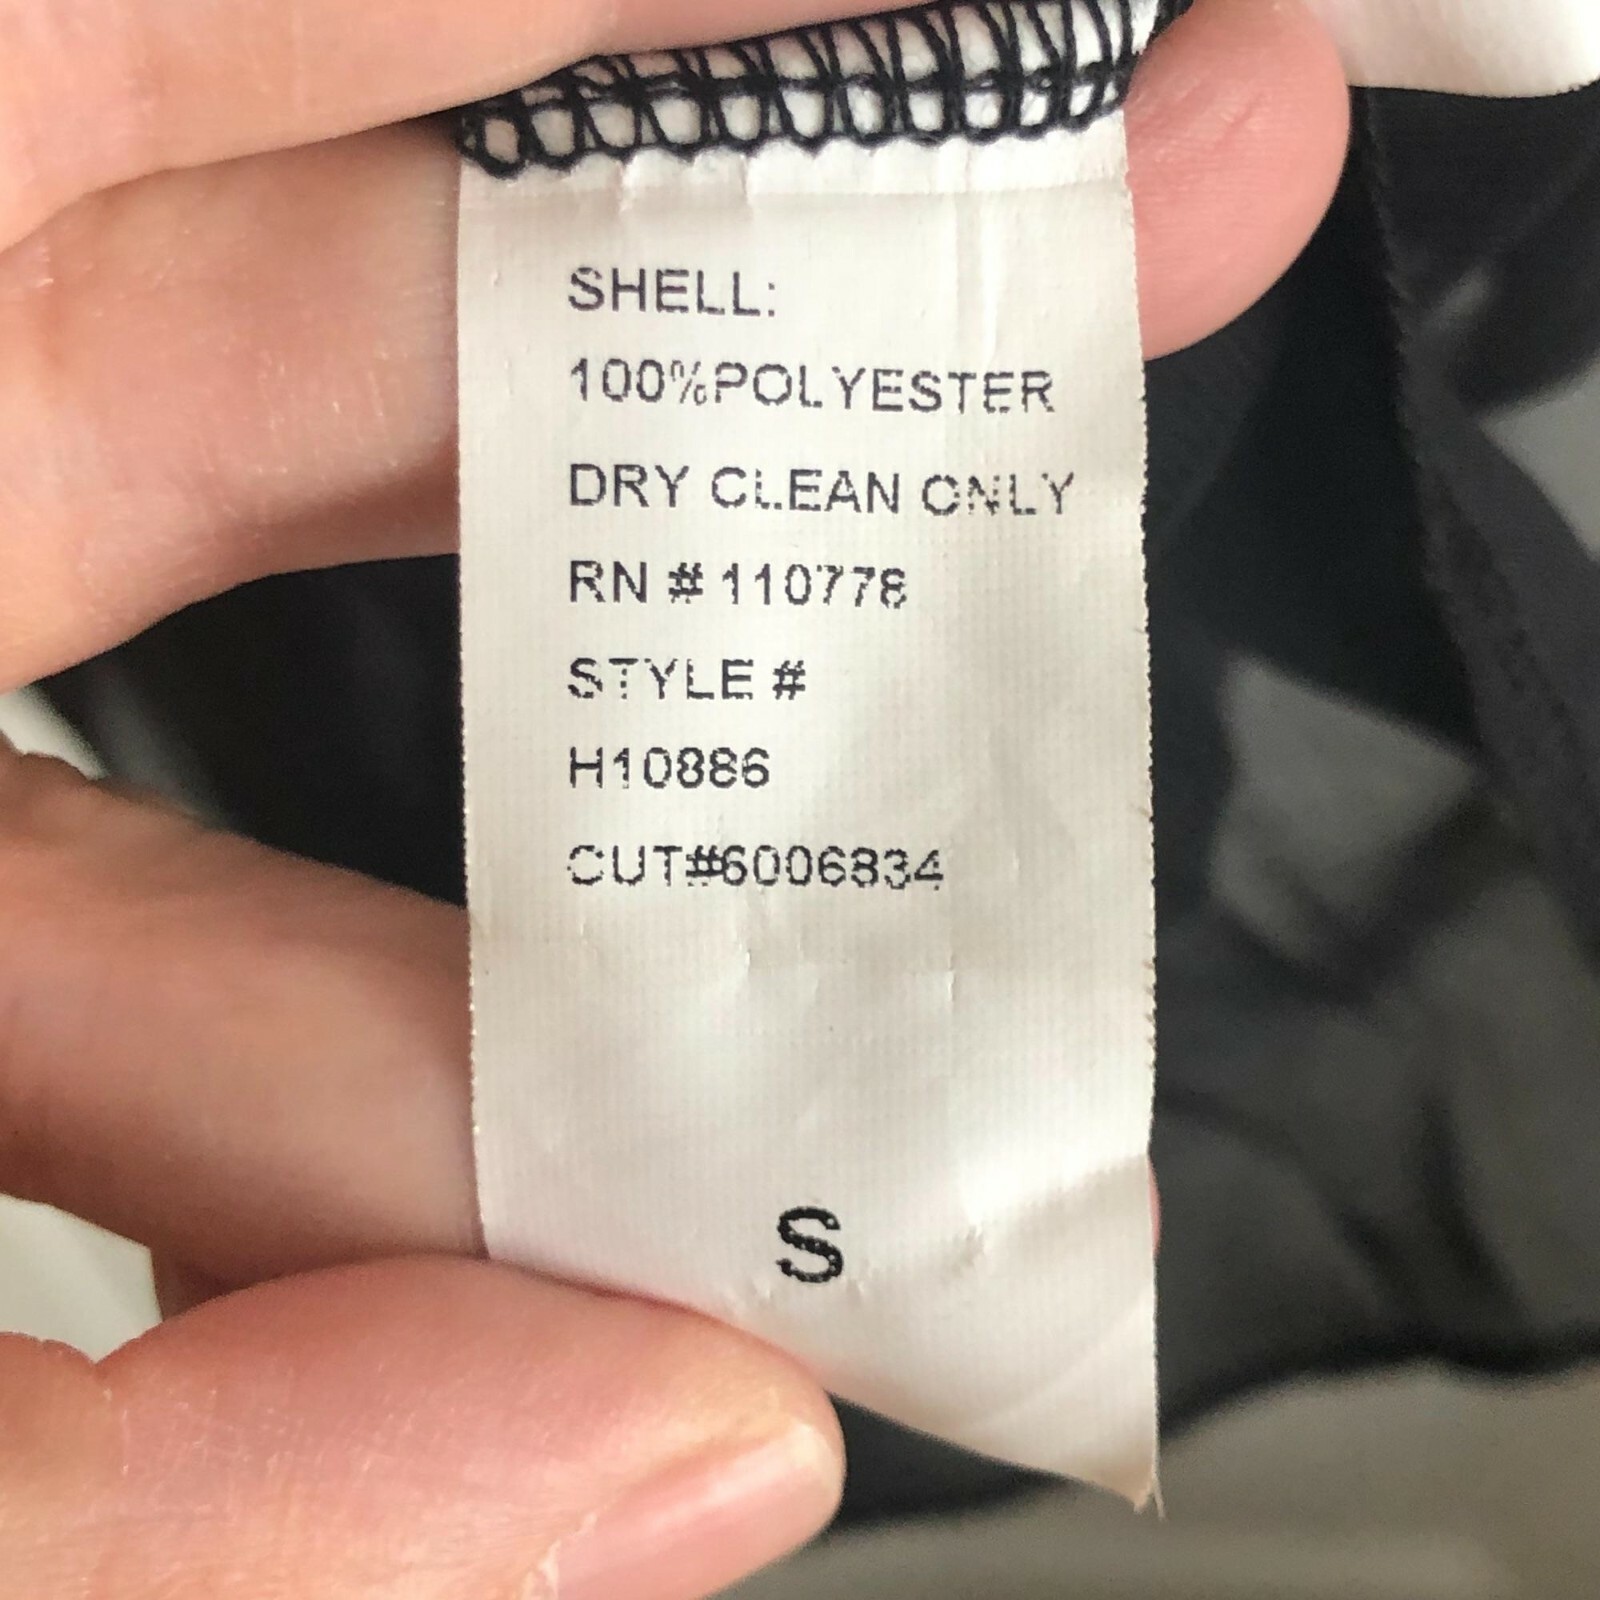 SHELL:
100%POLYESTER
DRY CLEAN ONLY
RN # 110778
STYLE #
H10886
CUT#6006834
S